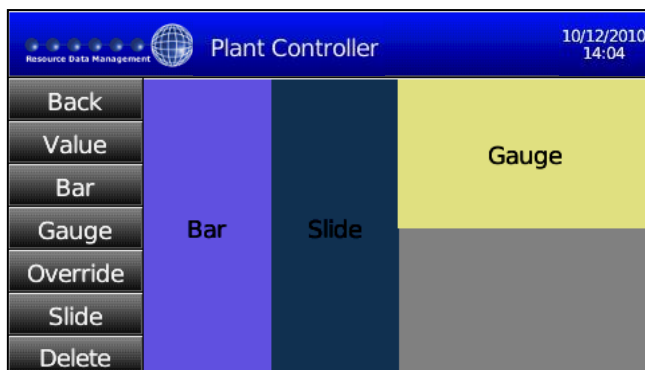 Resource Data Management
Plant Controller
10/12/2010
14:04
Back
Value
Bar
Gauge
Override
Slide
Delete
Bar
Slide
Gauge